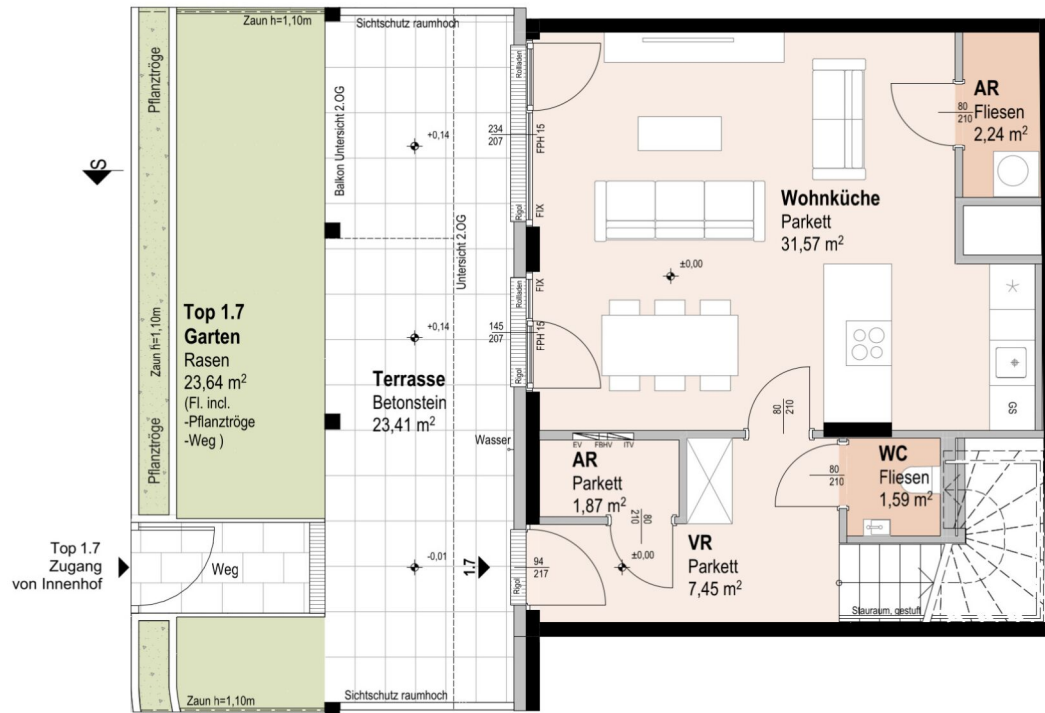 Zaun h=1,10m
Sichtschutz raumhoch
Pflanztröge
Balkon Untersicht 2.OG
Rollladen
+0,14
234
207
FPH 15
80
210
AR
Fliesen
2,24 m²
S
Wohnküche
Parkett
31,57 m²
Rigol
FIX
Untersicht 2.OG
±0,00
Rollladen
FIX
Zaun h=1,10m
Top 1.7
Garten
Rasen
23,64 m²
(Fl. incl.
-Pflanztröge
-Weg )
+0,14
145
207
FPH 15
Rigol
Terrasse
Betonstein
23,41 m²
80
210
GS
Pflanztröge
Wasser
EV
FBHV
ITV
AR
Parkett
1,87 m²
80
210
WC
Fliesen
1,59 m²
80
210
Top 1.7
Zugang
von Innenhof
Weg
-0,01
1.7
Rigol
94
217
±0,00
VR
Parkett
7,45 m²
Stauraum, gestuft
Zaun h=1,10m
Sichtschutz raumhoch